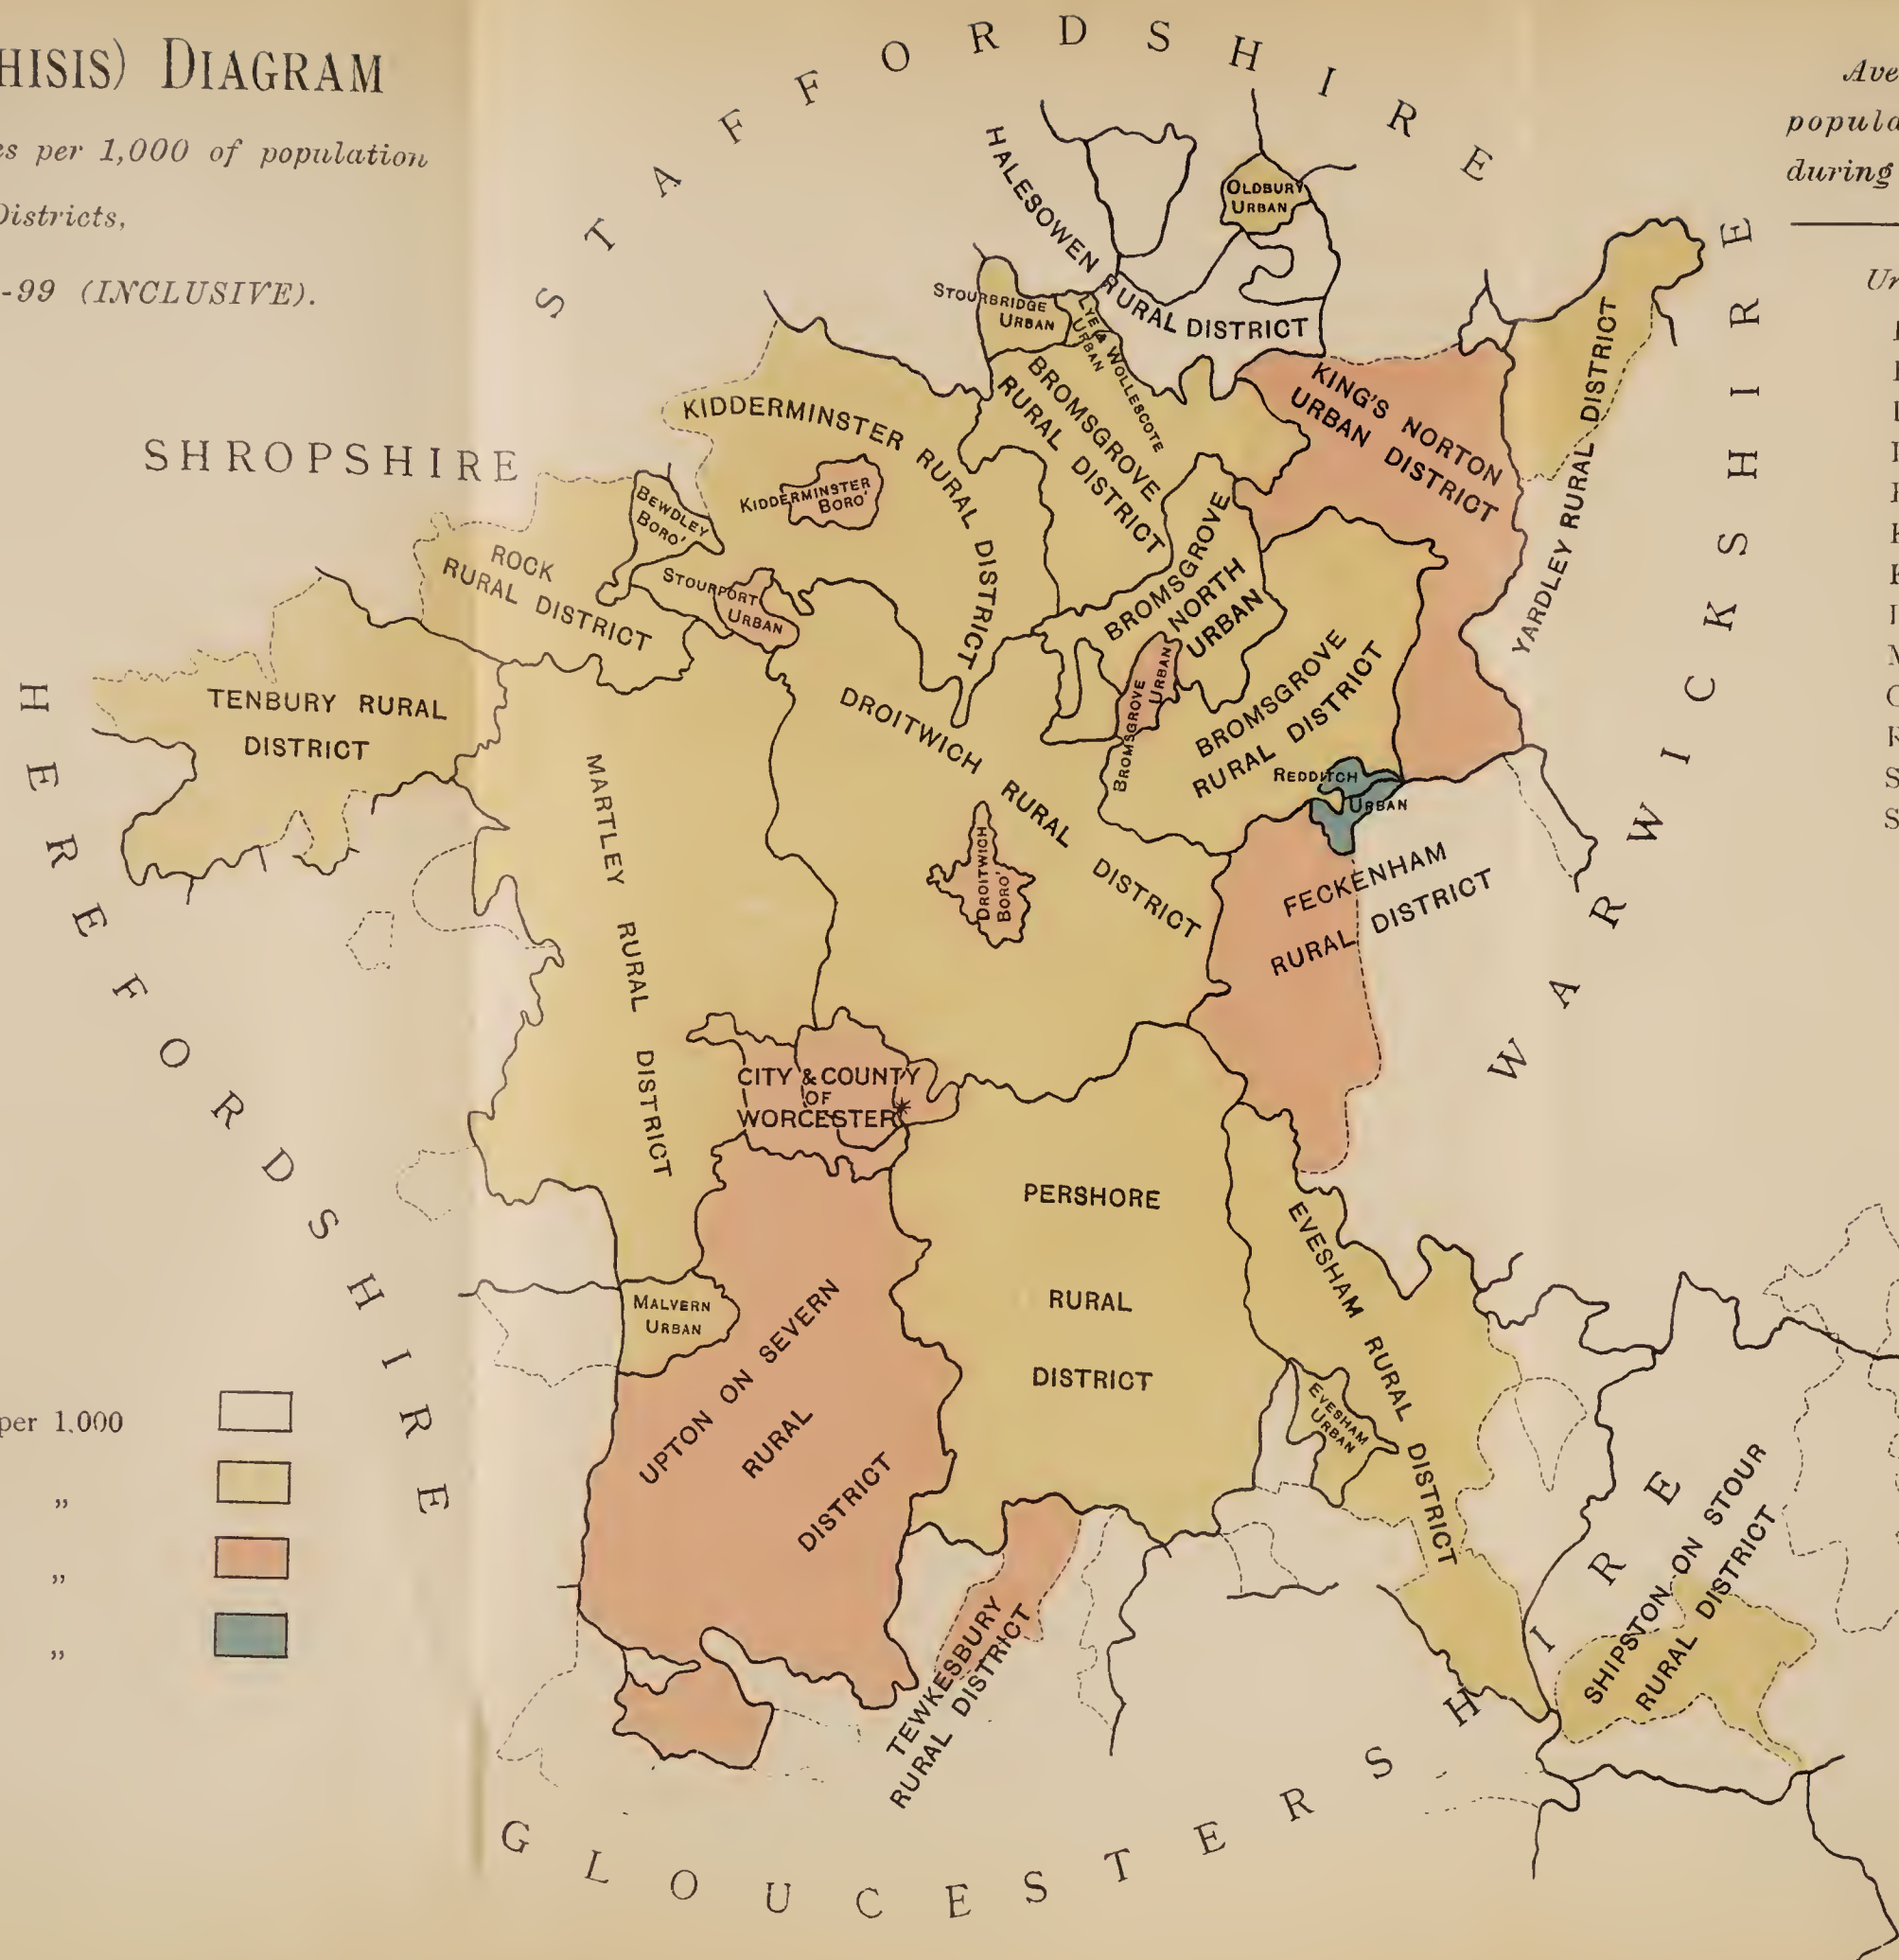 DIAGRAM
per 1,000 of population
Districts,
-99 (INCLUSIVE).
during
STAFFORDSHIRE
SHROPSHIRE
HEREFORDSHIRE
WARWICKSHIRE
GLOUCESTERSHIRE
HALESOWEN RURAL DISTRICT
OLDBURY
URBAN
STOURBRIDGE
URBAN
LYE & WOLLESCOTE
URBAN
BROMSGROVE
RURAL DISTRICT
KING'S NORTON
URBAN DISTRICT
YARDLEY RURAL DISTRICT
KIDDERMINSTER RURAL DISTRICT
KIDDERMINSTER
BORO'
BEWDLEY
BORO'
ROCK
RURAL DISTRICT
STOURPORT
URBAN
BROMSGROVE
NORTH
URBAN
BROMSGROVE
URBAN
BROMSGROVE
RURAL DISTRICT
TENBURY RURAL
DISTRICT
DROITWICH RURAL DISTRICT
REDDITCH
URBAN
MARTLEY RURAL DISTRICT
DROITWICH
BORO'
FECKENHAM
RURAL DISTRICT
CITY & COUNTY
OF
WORCESTER*
PERSHORE
RURAL
DISTRICT
EVESHAM RURAL DISTRICT
MALVERN
URBAN
UPTON ON SEVERN
RURAL
DISTRICT
EVESHAM
URBAN
SHIPSTON ON STOUR
RURAL DISTRICT
TEWKESBURY
RURAL DISTRICT
per 1,000
„
„
„